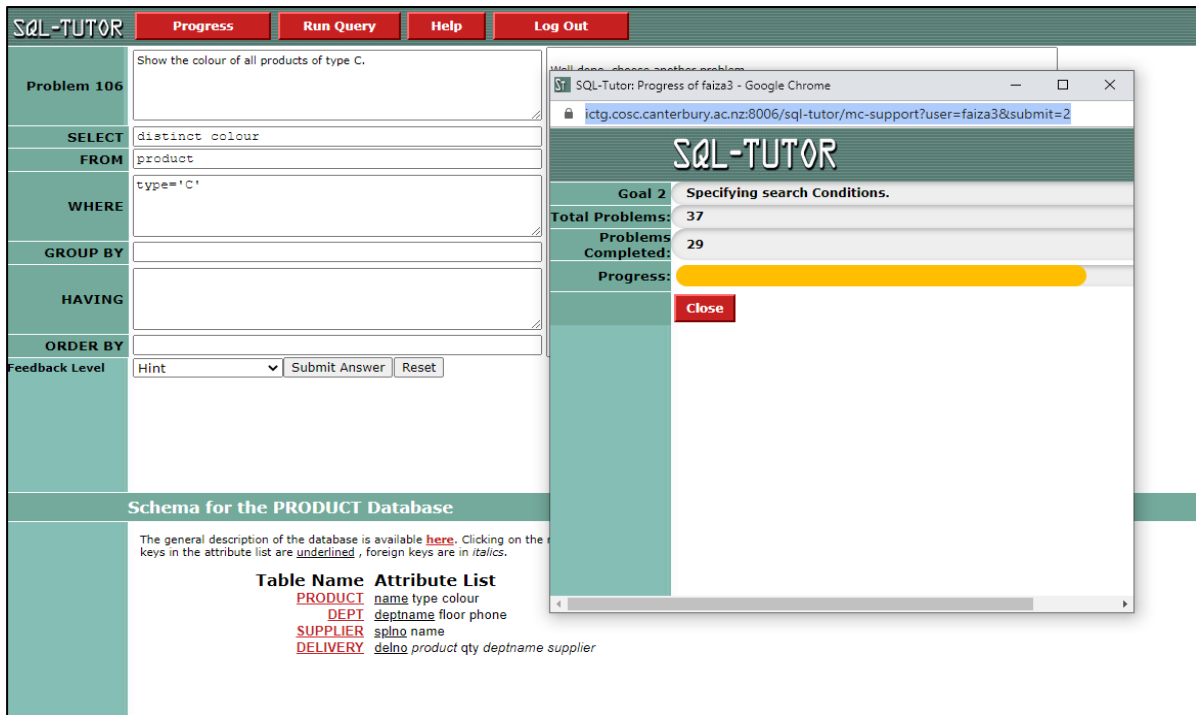 SQL-TUTOR Progress Run Query Help Log Out
Problem 106
Show the colour of all products of type C.
Well done, choose another problem
SELECT distinct colour
FROM product
WHERE type='C'
GROUP BY
HAVING
ORDER BY
Feedback Level Hint Submit Answer Reset
SQL-Tutor: Progress of faiza3 - Google Chrome
ictg.cosc.canterbury.ac.nz:8006/sql-tutor/mc-support?user=faiza3&submit=2
SQL-TUTOR
Goal 2 Specifying search Conditions.
Total Problems: 37
Problems
Completed: 29
Progress:
Close
Schema for the PRODUCT Database
The general description of the database is available here. Clicking on the
keys in the attribute list are underlined , foreign keys are in italics.
Table Name Attribute List
PRODUCT name type colour
DEPT deptname floor phone
SUPPLIER splno name
DELIVERY delno product qty deptname supplier